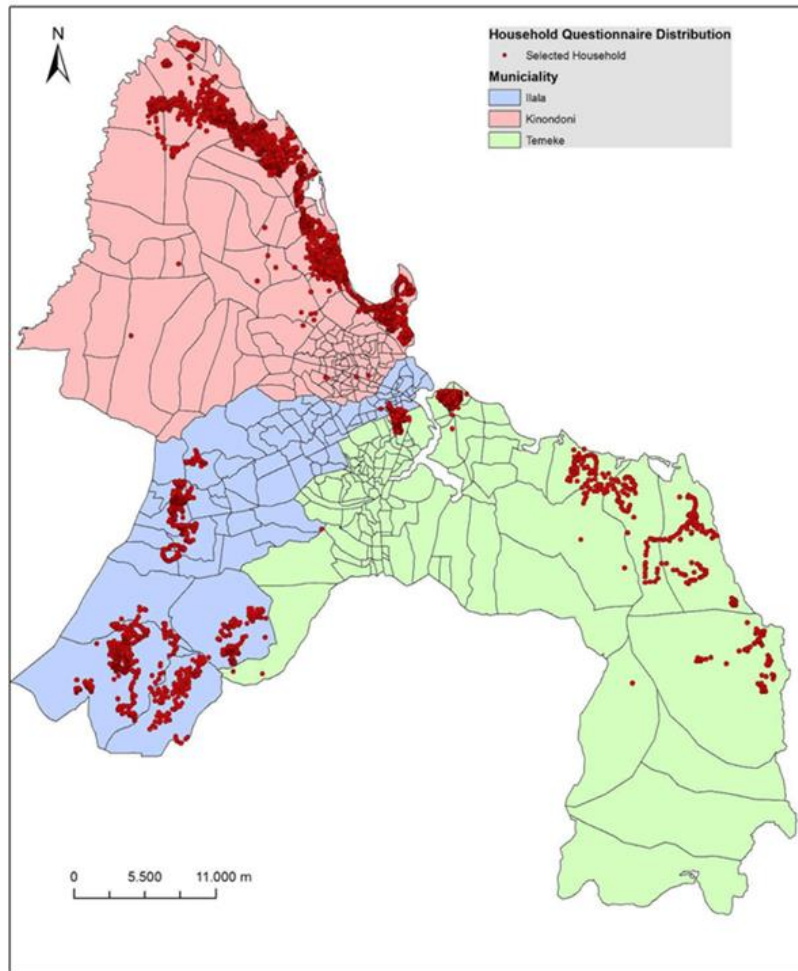 N
Household Questionnaire Distribution
Selected Household
Municiality
Ilala
Kinondoni
Temeke
0 5.500 11.000 m